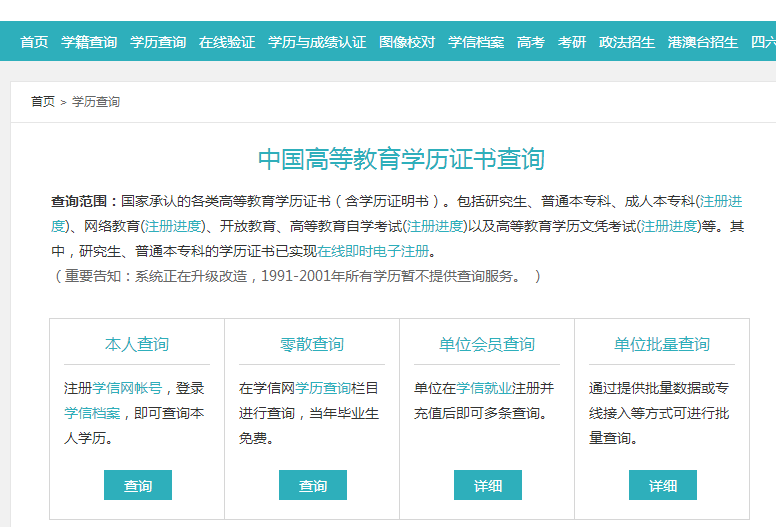 首页 学籍查询 学历查询 在线验证 学历与成绩认证 图像校对 学信档案 高考 考研 政法招生 港澳台招生 四六
首页 > 学历查询
中国高等教育学历证书查询
查询范围：国家承认的各类高等教育学历证书（含学历证明书）。包括研究生、普通本专科、成人本专科(注册进
度)、网络教育(注册进度)、开放教育、高等教育自学考试(注册进度)以及高等教育学历文凭考试(注册进度)等。其
中，研究生、普通本专科的学历证书已实现在线即时电子注册。
（重要告知：系统正在升级改造，1991-2001年所有学历暂不提供查询服务。 ）
本人查询
注册学信网帐号，登录
学信档案，即可查询本
人学历。
查询
零散查询
在学信网学历查询栏目
进行查询，当年毕业生
免费。
查询
单位会员查询
单位在学信就业注册并
充值后即可多条查询。
详细
单位批量查询
通过提供批量数据或专
线接入等方式可进行批
量查询。
详细